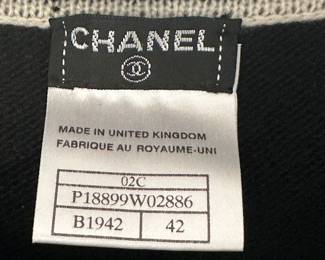 CHANEL
MADE IN UNITED KINGDOM
FABRIQUE AU ROYAUME-UNI
02C
P18899W02886
B1942 42